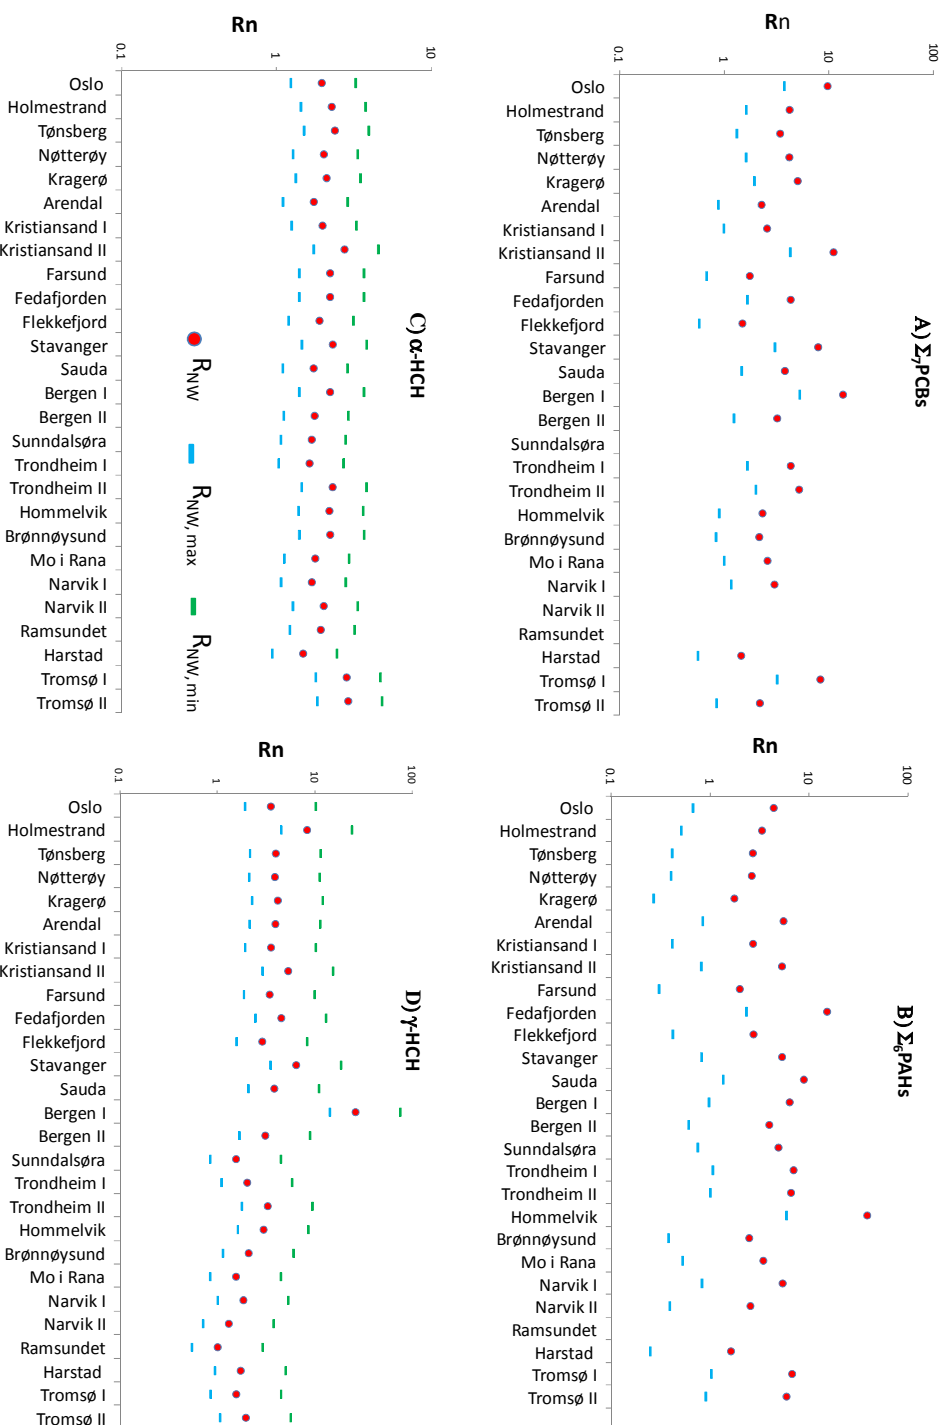 A) Σ₇PCBs
Rn
0.1
1
10
100
Oslo
Holmestrand
Tønsberg
Nøtterøy
Kragerø
Arendal
Kristiansand I
Kristiansand II
Farsund
Fedafjorden
Flekkefjord
Stavanger
Sauda
Bergen I
Bergen II
Sunndalsøra
Trondheim I
Trondheim II
Hommelvik
Brønnøysund
Mo i Rana
Narvik I
Narvik II
Ramsundet
Harstad
Tromsø I
Tromsø II
B) Σ₆PAHs
Rn
0.1
1
10
100
Oslo
Holmestrand
Tønsberg
Nøtterøy
Kragerø
Arendal
Kristiansand I
Kristiansand II
Farsund
Fedafjorden
Flekkefjord
Stavanger
Sauda
Bergen I
Bergen II
Sunndalsøra
Trondheim I
Trondheim II
Hommelvik
Brønnøysund
Mo i Rana
Narvik I
Narvik II
Ramsundet
Harstad
Tromsø I
Tromsø II
C) α-HCH
Rn
0.1
1
10
Oslo
Holmestrand
Tønsberg
Nøtterøy
Kragerø
Arendal
Kristiansand I
Kristiansand II
Farsund
Fedafjorden
Flekkefjord
Stavanger
Sauda
Bergen I
Bergen II
Sunndalsøra
Trondheim I
Trondheim II
Hommelvik
Brønnøysund
Mo i Rana
Narvik I
Narvik II
Ramsundet
Harstad
Tromsø I
Tromsø II
R_NW R_NW, max R_NW, min
D) γ-HCH
Rn
0.1
1
10
100
Oslo
Holmestrand
Tønsberg
Nøtterøy
Kragerø
Arendal
Kristiansand I
Kristiansand II
Farsund
Fedafjorden
Flekkefjord
Stavanger
Sauda
Bergen I
Bergen II
Sunndalsøra
Trondheim I
Trondheim II
Hommelvik
Brønnøysund
Mo i Rana
Narvik I
Narvik II
Ramsundet
Harstad
Tromsø I
Tromsø II